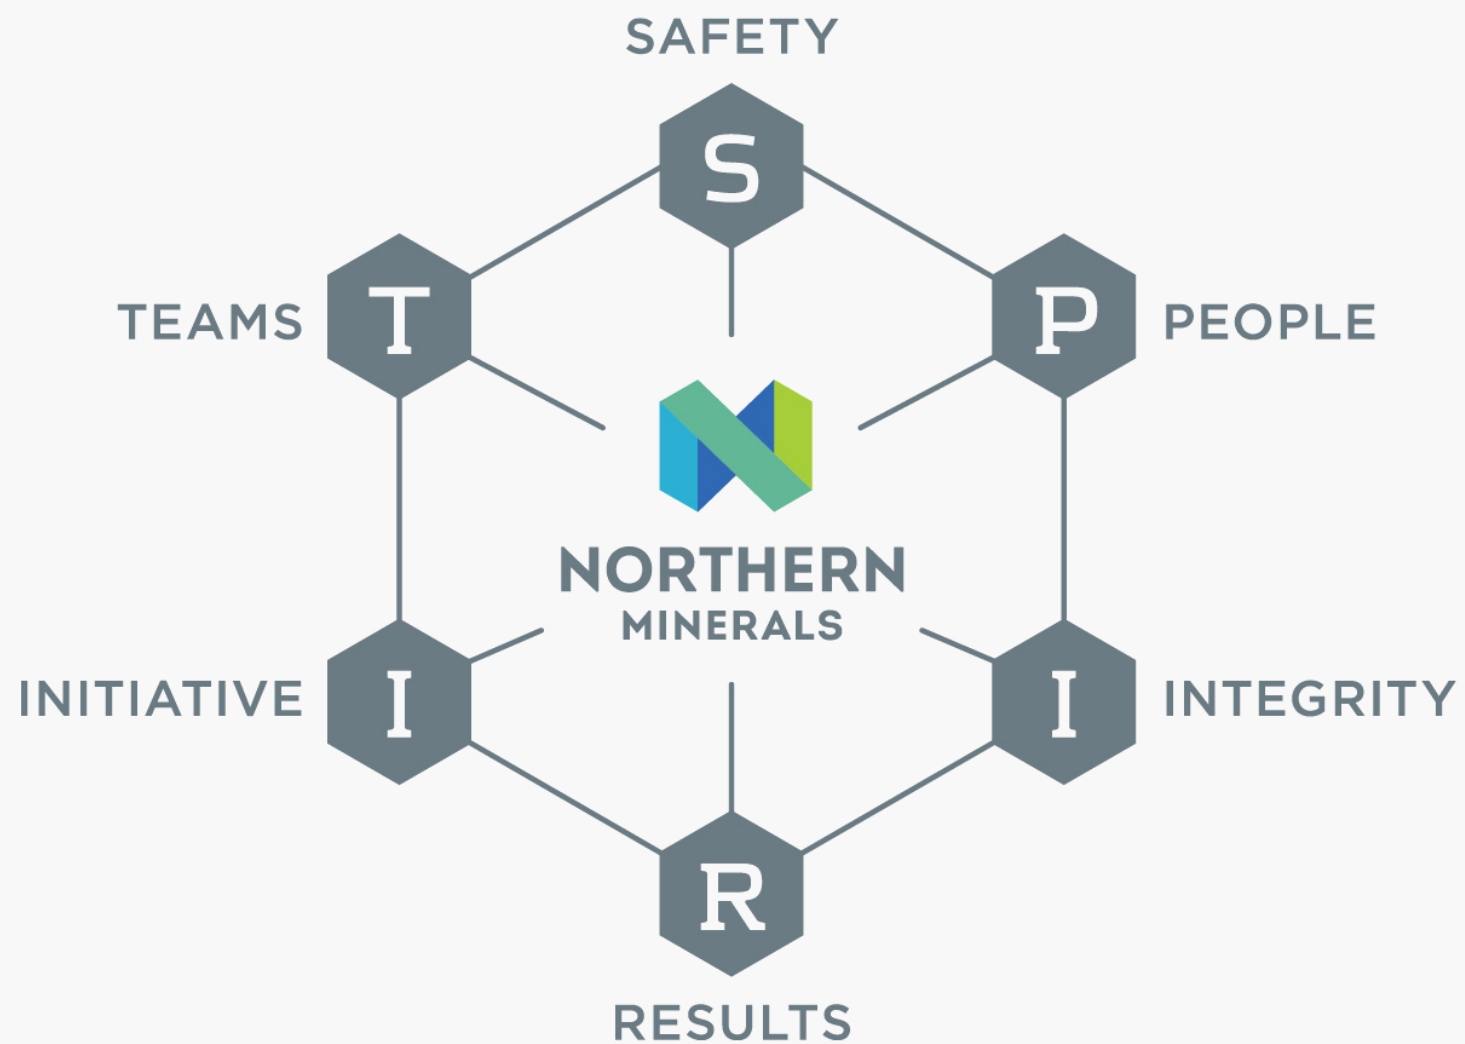 SAFETY
S
T
P
TEAMS
PEOPLE
NORTHERN
MINERALS
INITIATIVE
I
I
INTEGRITY
R
RESULTS